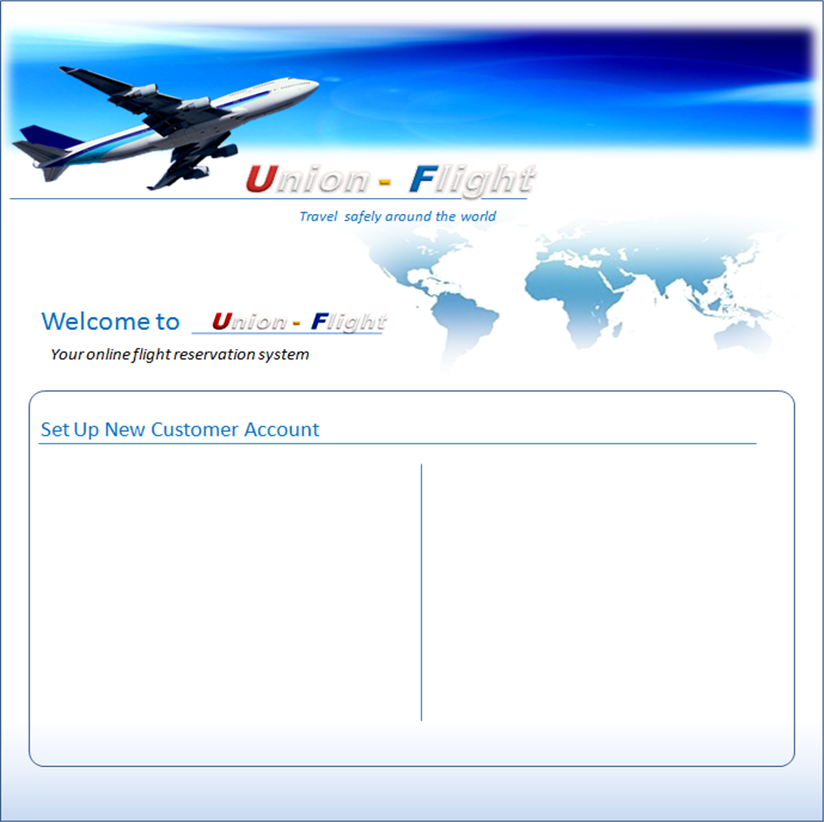 Union - Flight
Travel safely around the world
Welcome to Union - Flight
Your online flight reservation system
Set Up New Customer Account